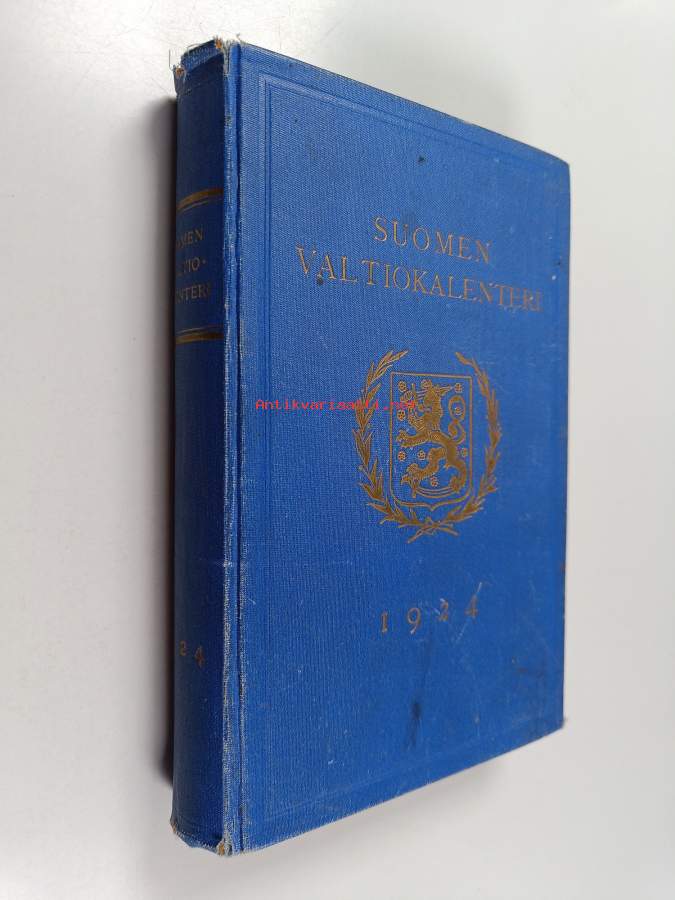 SUOMEN
VALTIOKALENTERI
Antikvariaatti.net
1924